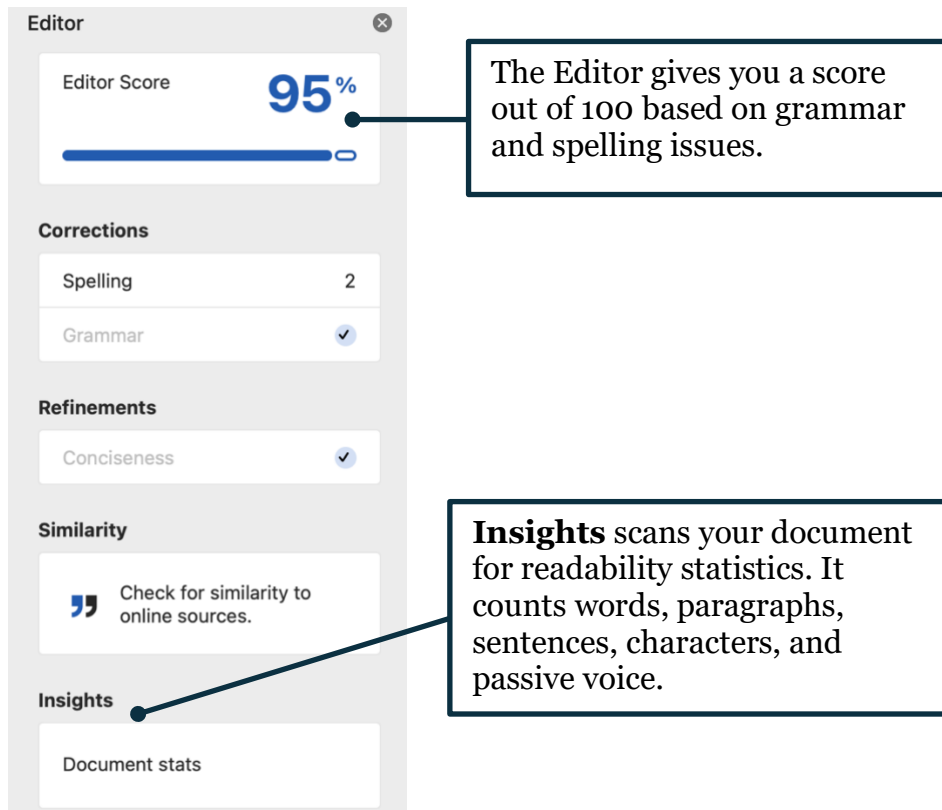 Editor
Editor Score
95%
The Editor gives you a score
out of 100 based on grammar
and spelling issues.
Corrections
Spelling 2
Grammar
Refinements
Conciseness
Similarity
Check for similarity to
online sources.
Insights scans your document
for readability statistics. It
counts words, paragraphs,
sentences, characters, and
passive voice.
Insights
Document stats